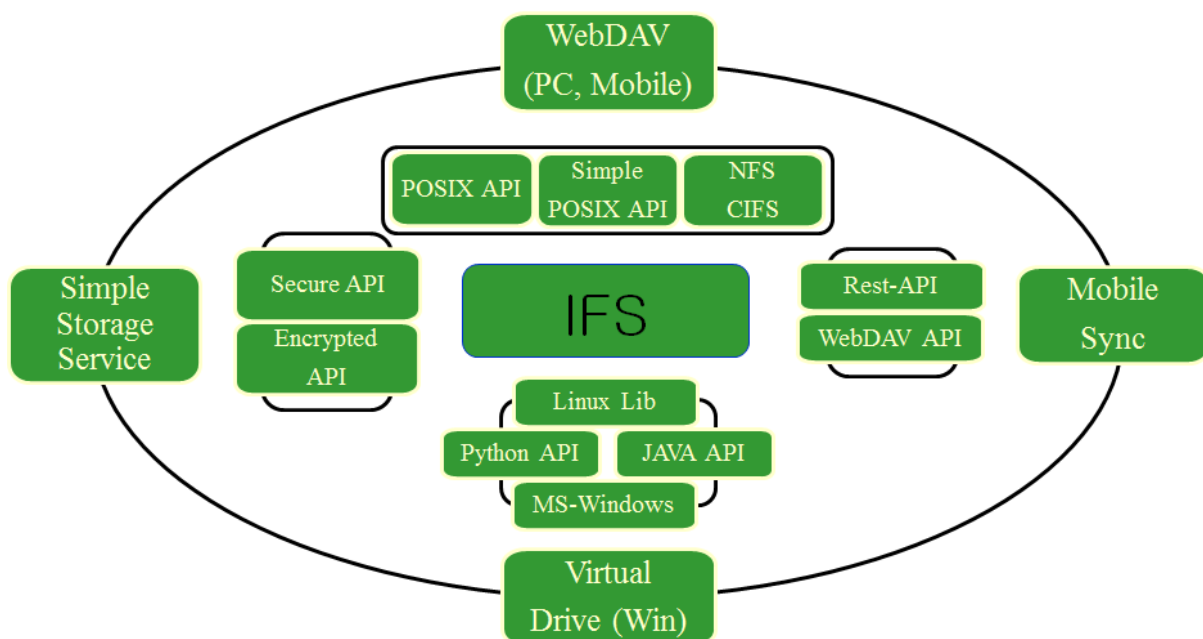 WebDAV
(PC, Mobile)
POSIX API
Simple
POSIX API
NFS
CIFS
Simple
Storage
Service
Secure API
Encrypted
API
IFS
Rest-API
WebDAV API
Mobile
Sync
Linux Lib
Python API
JAVA API
MS-Windows
Virtual
Drive (Win)